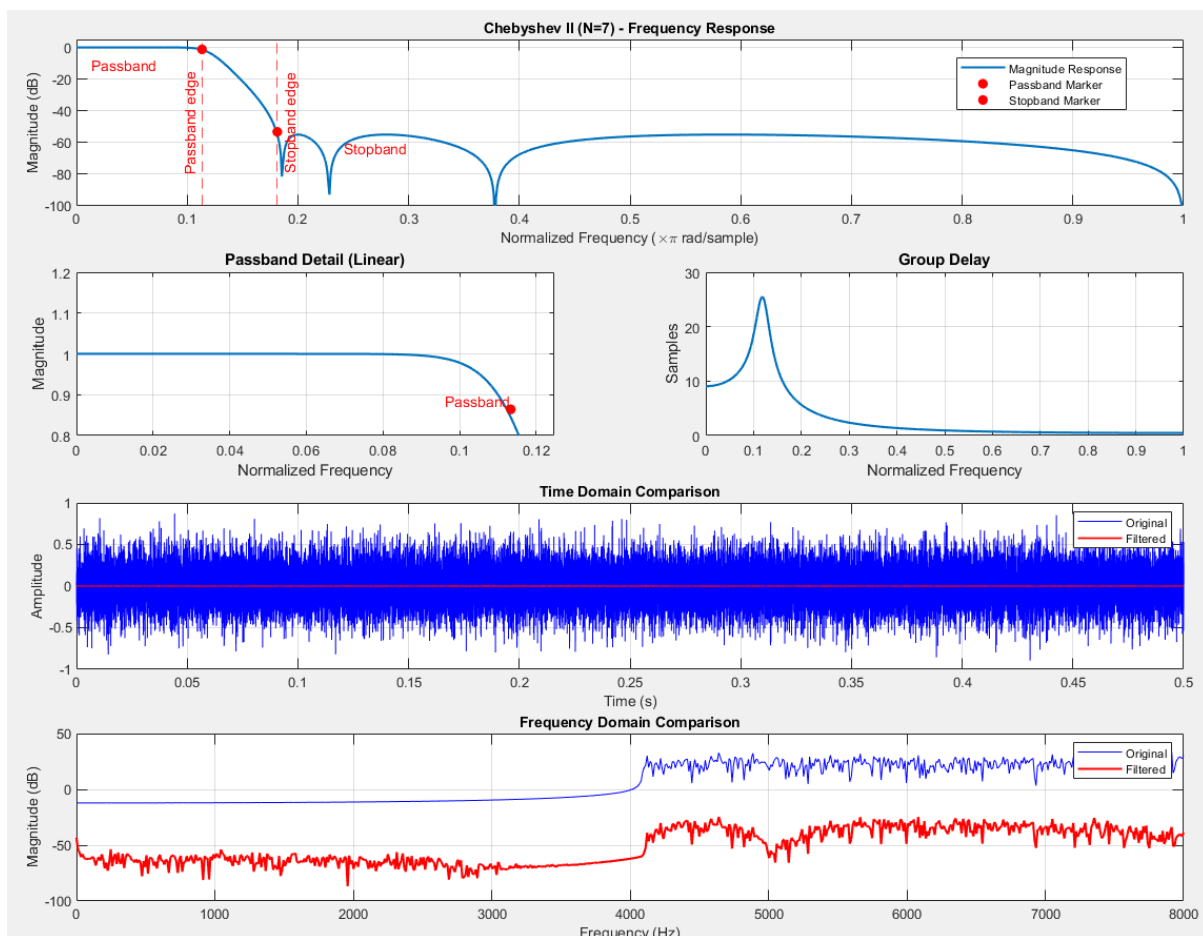 Chebyshev II (N=7) - Frequency Response
Magnitude (dB)
0
-20
-40
-60
-80
-100
Passband
Passband edge
Stopband edge
Stopband
Magnitude Response
Passband Marker
Stopband Marker
0 0.1 0.2 0.3 0.4 0.5 0.6 0.7 0.8 0.9 1
Normalized Frequency (×π rad/sample)
Passband Detail (Linear)
Magnitude
1.2
1.1
1
0.9
0.8
Passband
0 0.02 0.04 0.06 0.08 0.1 0.12
Normalized Frequency
Group Delay
Samples
30
20
10
0
0 0.1 0.2 0.3 0.4 0.5 0.6 0.7 0.8 0.9 1
Normalized Frequency
Time Domain Comparison
Amplitude
1
0.5
0
-0.5
-1
Original
Filtered
0 0.05 0.1 0.15 0.2 0.25 0.3 0.35 0.4 0.45 0.5
Time (s)
Frequency Domain Comparison
Magnitude (dB)
50
0
-50
-100
Original
Filtered
0 1000 2000 3000 4000 5000 6000 7000 8000
Frequency (Hz)